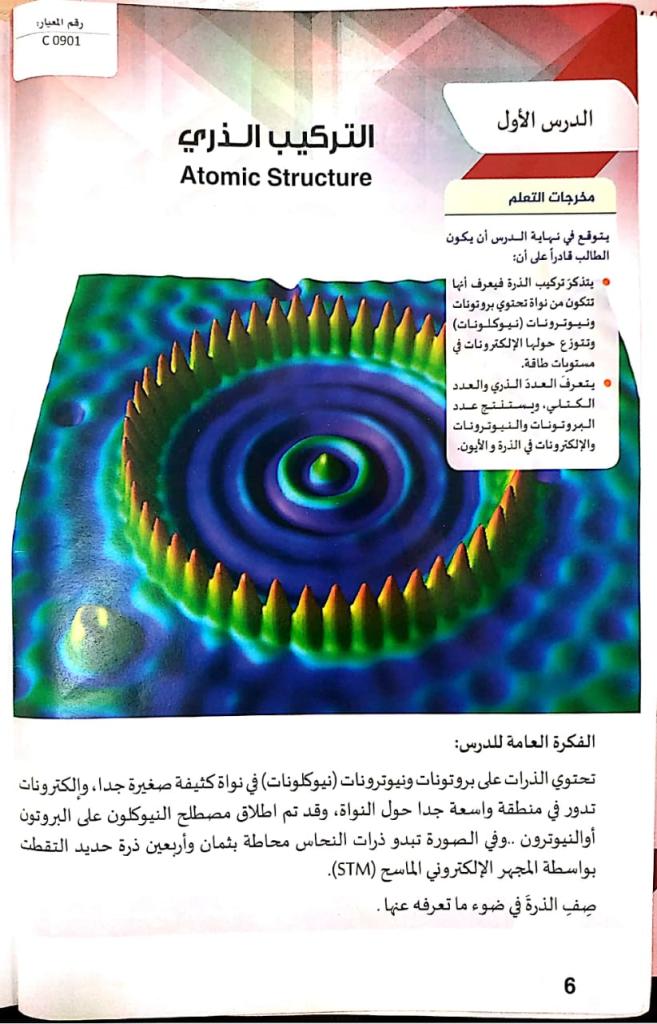 رقم المعيار:
C 0901
الدرس الأول
التركيب الذري
Atomic Structure
مخرجات التعلم
يتوقع في نهاية الدرس أن يكون
الطالب قادراً على أن:
يتذكر تركيب الذرة فيعرف أنها
تتكون من نواة تحتوي بروتونات
ونيوترونات (نيوكلونات)
وتتوزع حولها الإلكترونات في
مستويات طاقة.
يتعرف العدد الذري والعدد
الكتلي، ويستنتج عدد
البروتونات والنيوترونات
والإلكترونات في الذرة والأيون.
الفكرة العامة للدرس:
تحتوي الذرات على بروتونات ونيوترونات (نيوكلونات) في نواة كثيفة صغيرة جدا، وإلكترونات
تدور في منطقة واسعة جدا حول النواة، وقد تم اطلاق مصطلح النيوكلون على البروتون
أوالنيوترون ..وفي الصورة تبدو ذرات النحاس محاطة بثمان وأربعين ذرة حديد التقطت
بواسطة المجهر الإلكتروني الماسح (STM).
صِفِ الذرةَ في ضوء ما تعرفه عنها .
6